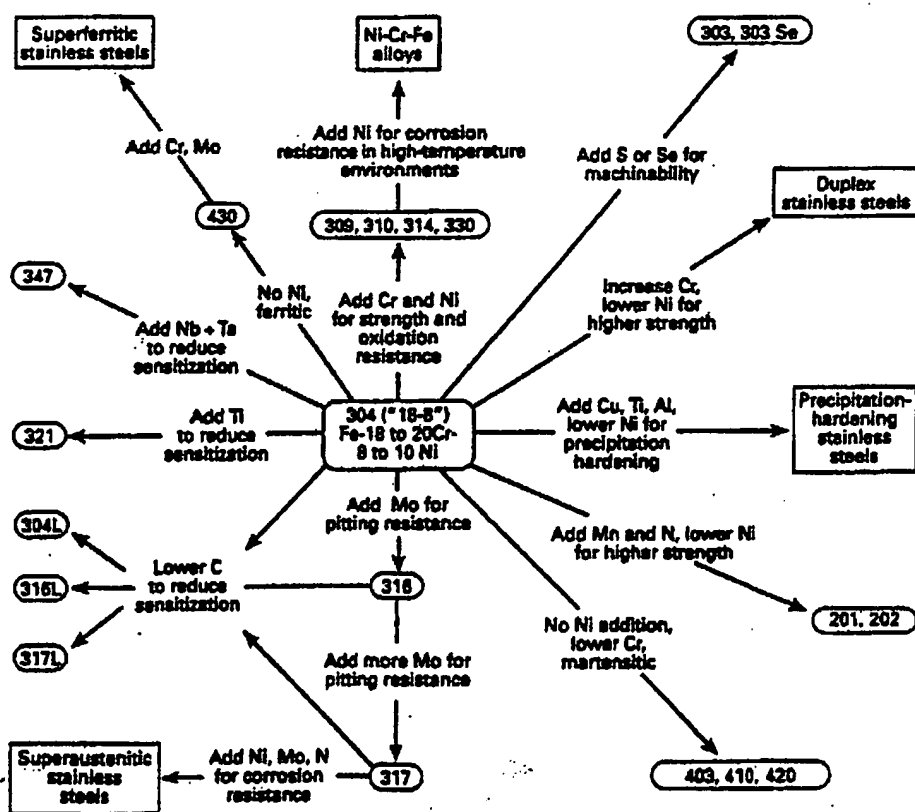 Superferritic
stainless steels
Ni-Cr-Fe
alloys
303, 303 Se
Add Cr, Mo
Add Ni for corrosion
resistance in high-temperature
environments
Add S or Se for
machinability
Duplex
stainless steels
430
309, 310, 314, 330
347
No Ni,
ferritic
Add Cr and Ni
for strength and
oxidation
resistance
Increase Cr,
lower Ni for
higher strength
Add Nb + Ta
to reduce
sensitization
304 ("18-8")
Fe-18 to 20Cr-
8 to 10 Ni
Add Cu, Ti, Al,
lower Ni for
precipitation
hardening
Precipitation-
hardening
stainless
steels
321
Add Ti
to reduce
sensitization
Add Mo for
pitting resistance
304L
316L
317L
Lower C
to reduce
sensitization
316
Add Mn and N, lower Ni
for higher strength
201, 202
No Ni addition,
lower Cr,
martensitic
Add more Mo for
pitting resistance
Superaustenitic
stainless
steels
Add Ni, Mo, N
for corrosion
resistance
317
403, 410, 420